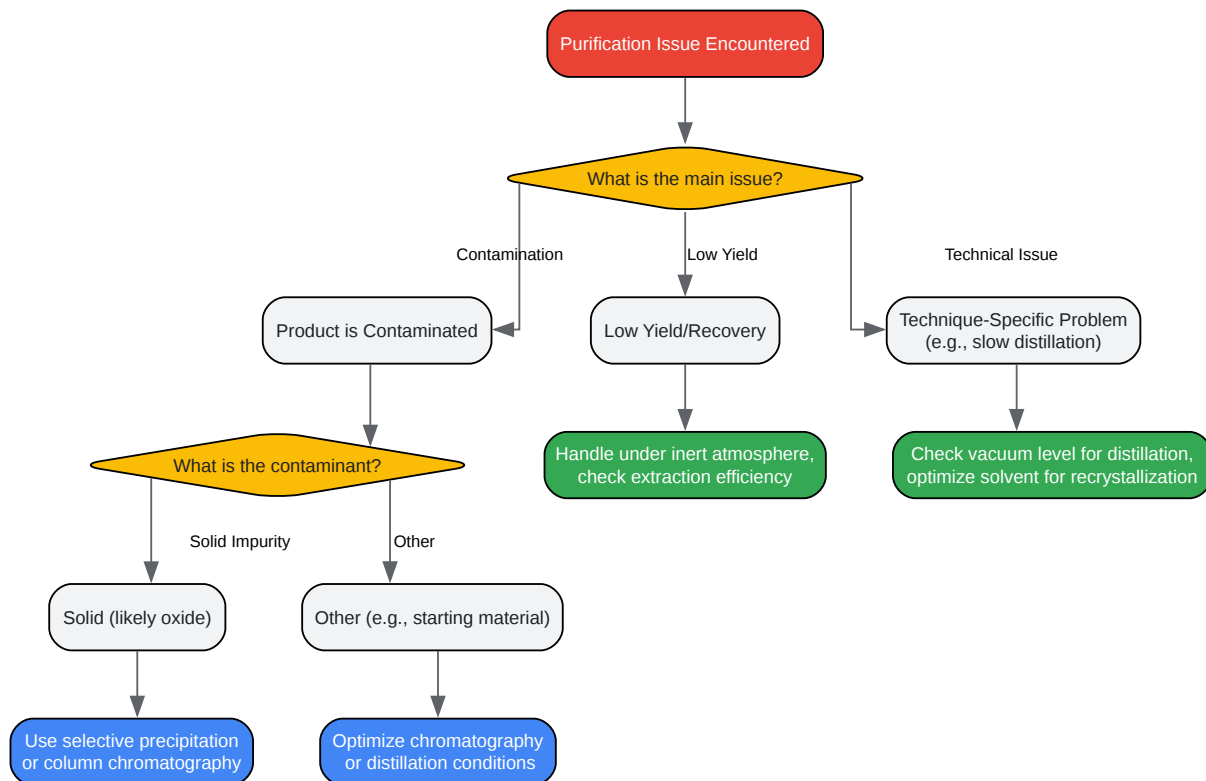 Purification Issue Encountered
What is the main issue?
Contamination
Low Yield
Technical Issue
Product is Contaminated
Low Yield/Recovery
Technique-Specific Problem
(e.g., slow distillation)
What is the contaminant?
Handle under inert atmosphere,
check extraction efficiency
Check vacuum level for distillation,
optimize solvent for recrystallization
Solid Impurity
Other
Solid (likely oxide)
Other (e.g., starting material)
Use selective precipitation
or column chromatography
Optimize chromatography
or distillation conditions